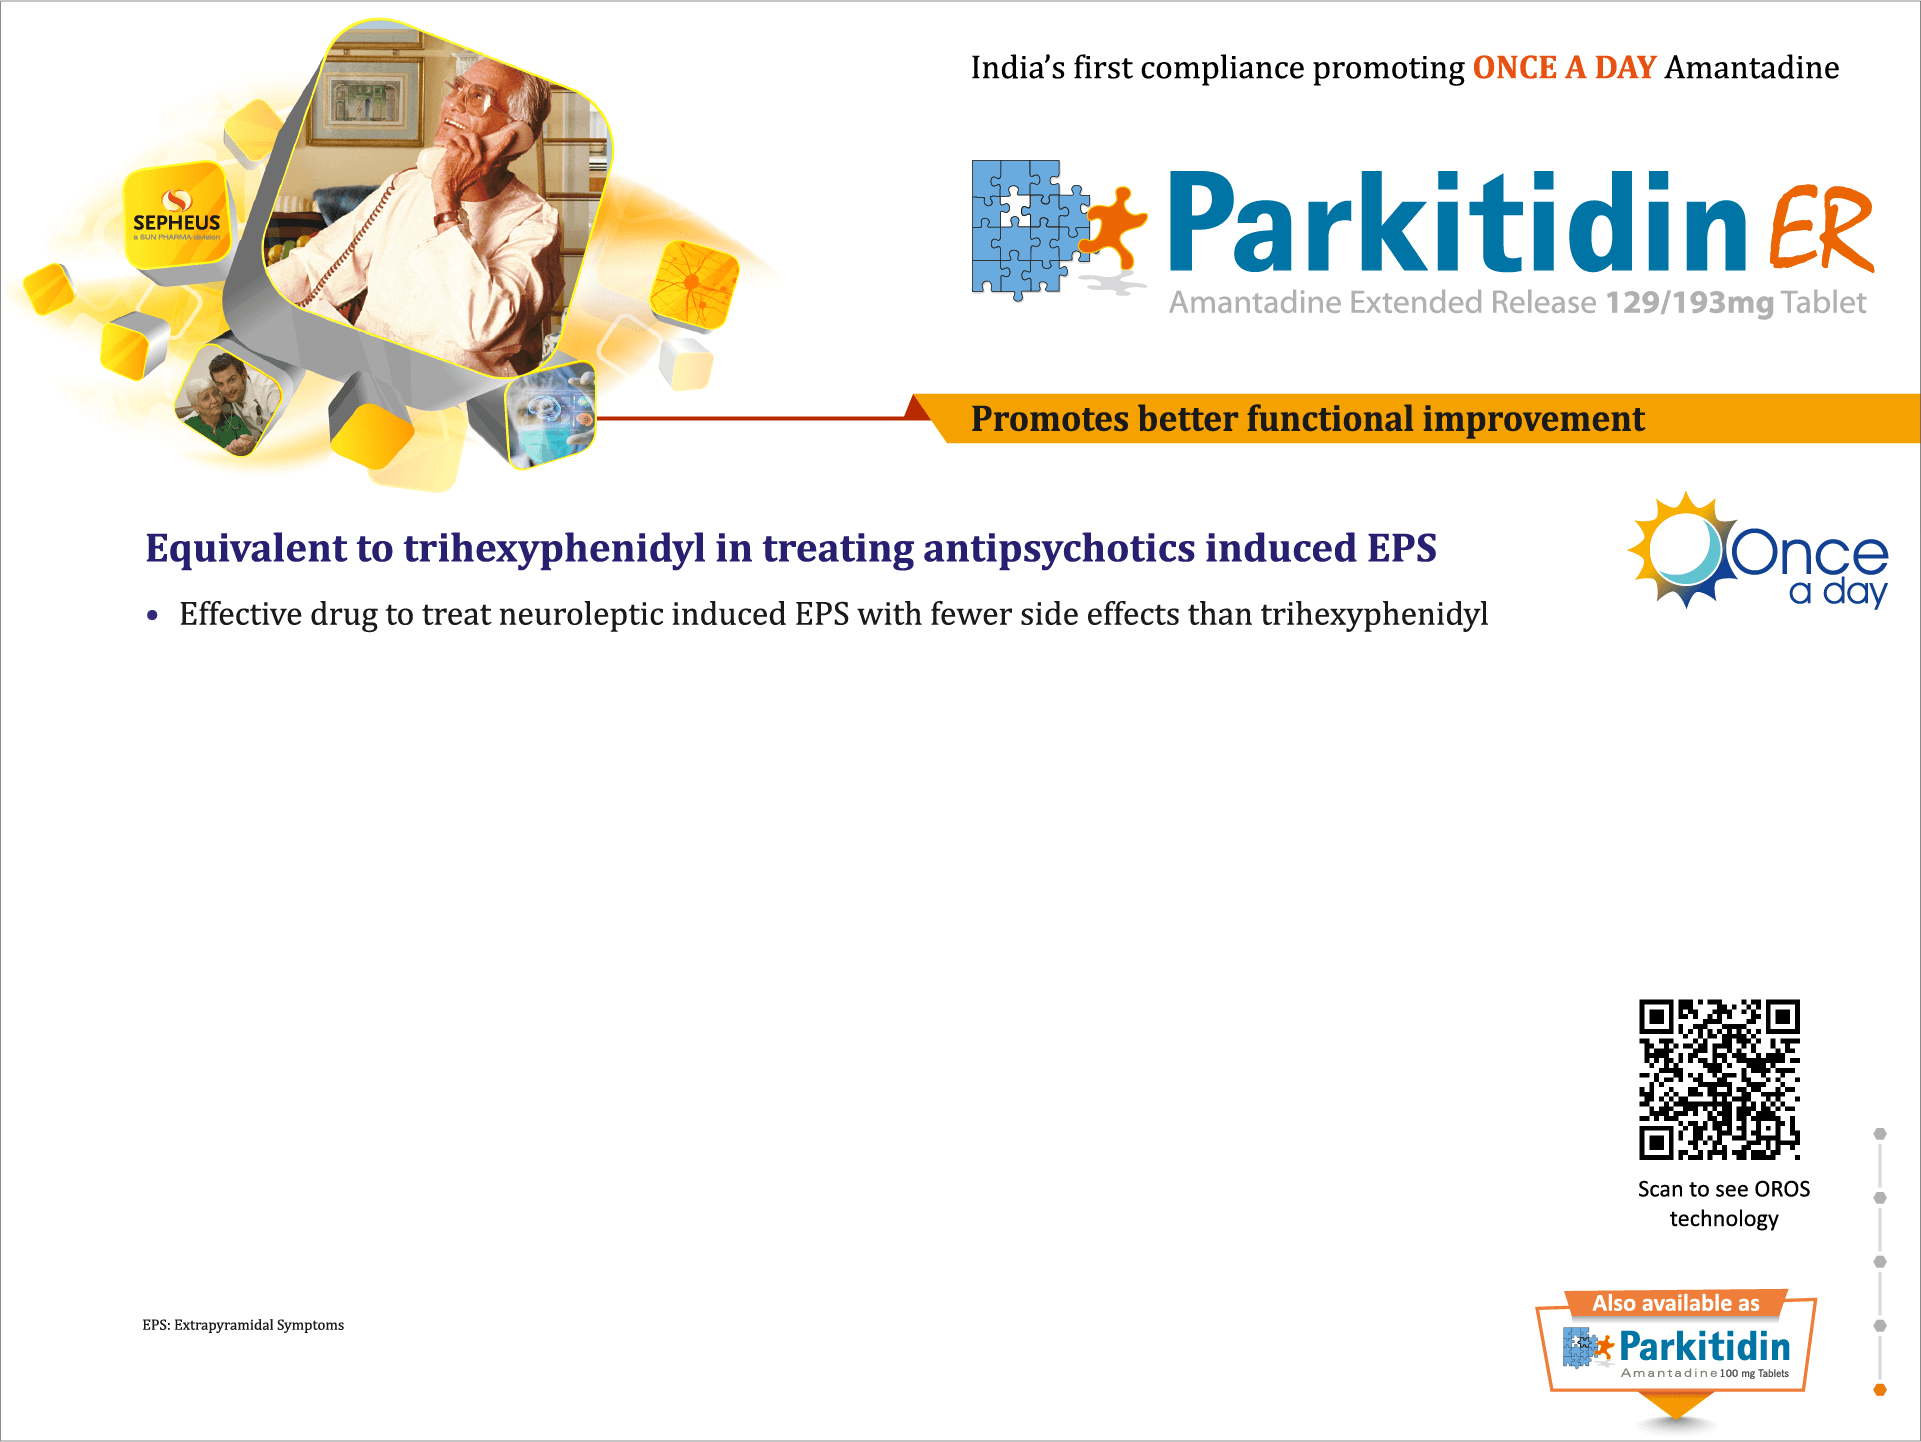 India's first compliance promoting ONCE A DAY Amantadine
SEPHEUS
a SUN PHARMA division
Parkitidin ER
Amantadine Extended Release 129/193mg Tablet
Promotes better functional improvement
Equivalent to trihexyphenidyl in treating antipsychotics induced EPS
• Effective drug to treat neuroleptic induced EPS with fewer side effects than trihexyphenidyl
Once
a day
Scan to see OROS
technology
EPS: Extrapyramidal Symptoms
Also available as
Parkitidin
Amantadine 100 mg Tablets